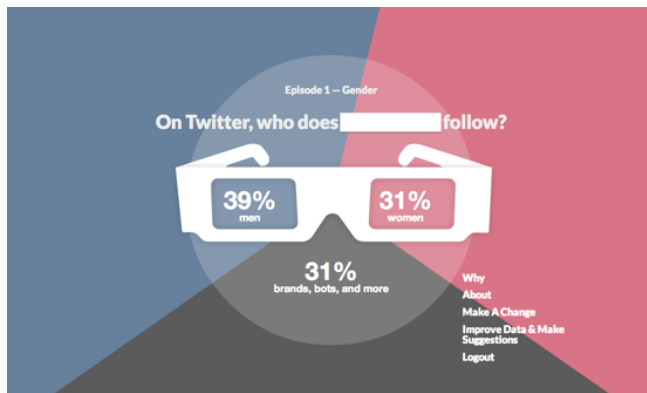 Episode 1 — Gender
On Twitter, who does follow?
39%
men
31%
women
31%
brands, bots, and more
Why
About
Make A Change
Improve Data & Make
Suggestions
Logout